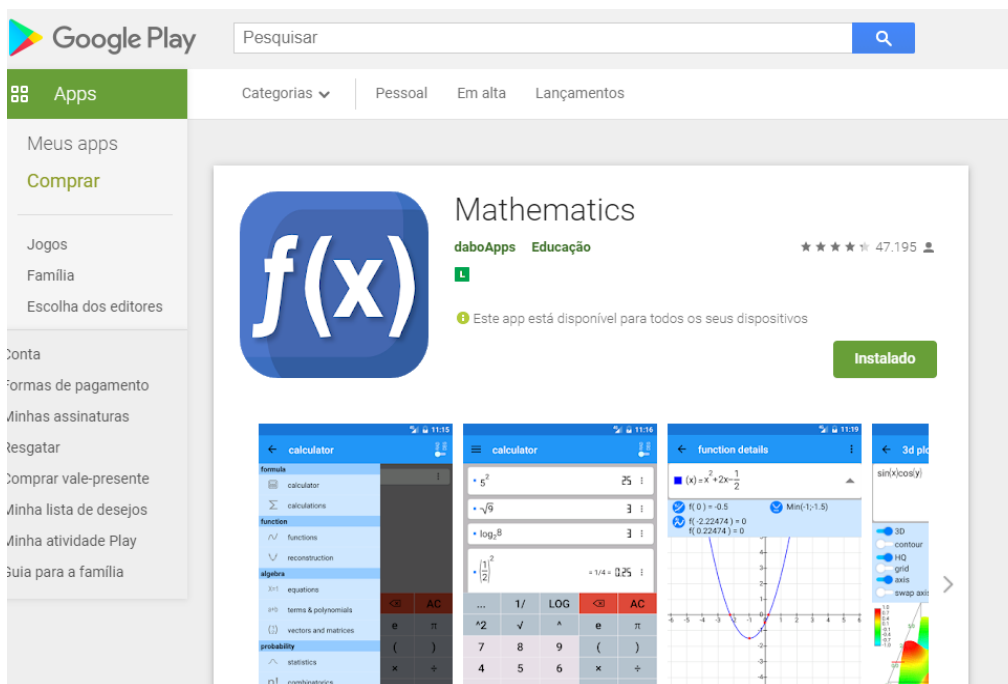 Google Play
Pesquisar
Apps
Categorias
Pessoal
Em alta
Lançamentos
Meus apps
Comprar
Jogos
Família
Escolha dos editores
Conta
Formas de pagamento
Minhas assinaturas
Resgatar
Comprar vale-presente
Minha lista de desejos
Minha atividade Play
Guia para a família
f(x)
Mathematics
daboApps Educação
47.195
L
Este app está disponível para todos os seus dispositivos
Instalado
11:15
calculator
formula
calculator
calculations
function
functions
reconstruction
algebra
equations
terms & polynomials
vectors and matrices
probability
statistics
combinatorics
AC
e π
( )
× ÷
11:16
calculator
5² 25
√9 3
log₂8 3
(1/2)² = 1/4 = 0.25
... 1/ LOG AC
^2 √ ^ e π
7 8 9 ( )
4 5 6 × ÷
11:19
function details
(x)=x²+2x-1/2
f( 0 ) = -0.5
Min(-1;-1.5)
f( -2.22474 ) = 0
f( 0.22474 ) = 0
3d plo
sin(x)cos(y)
3D
contour
HQ
grid
axis
swap axis